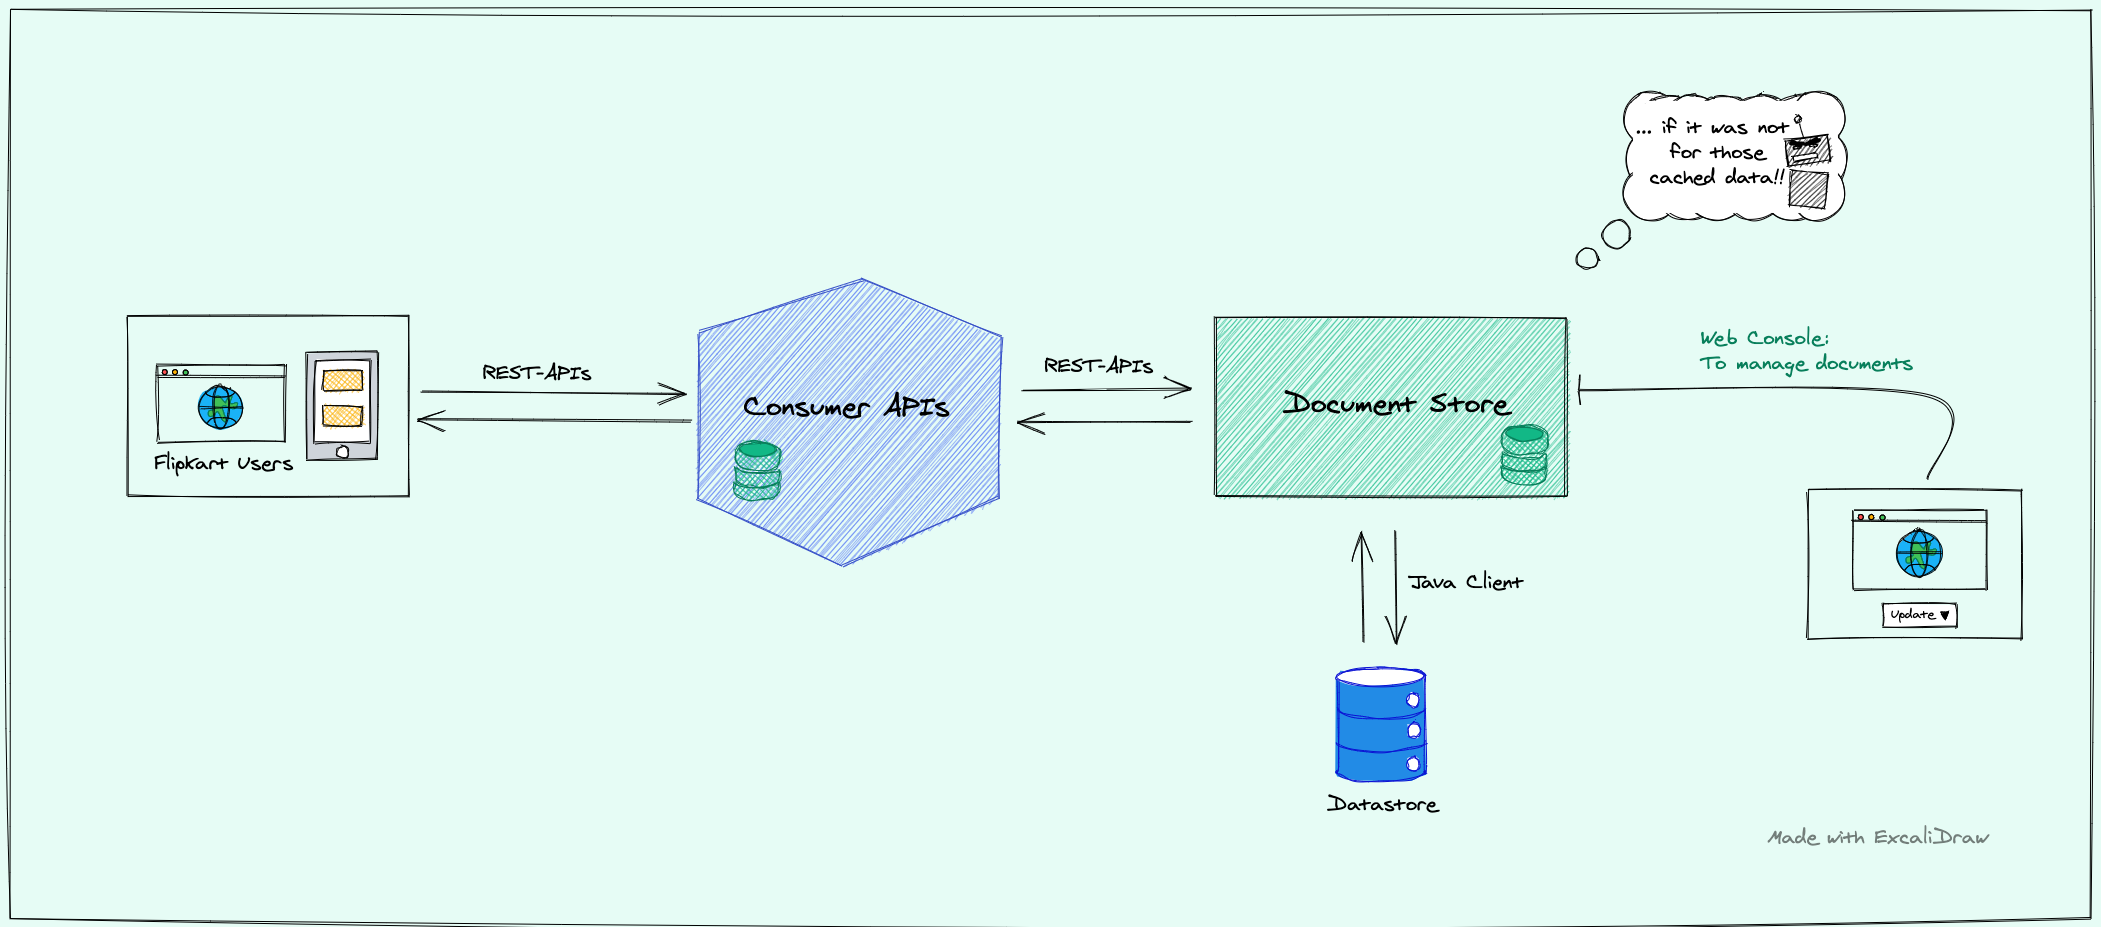 ... if it was not
for those
cached data!!
Web Console:
To manage documents
REST-APIs
REST-APIs
Consumer APIs
Document Store
Flipkart Users
Java Client
Update ▼
Datastore
Made with ExcaliDraw